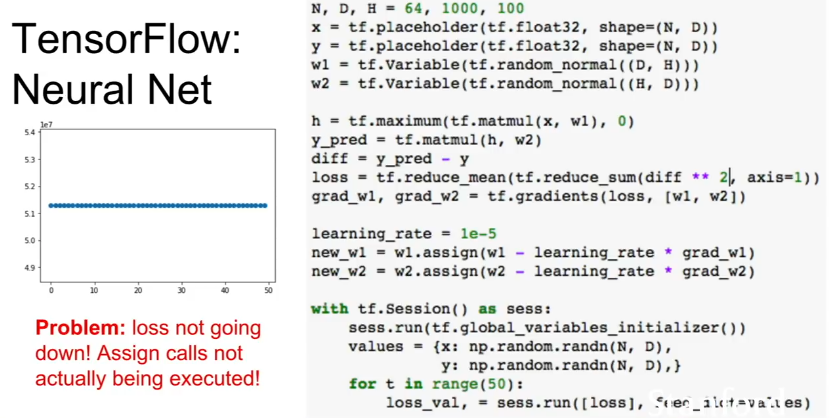 TensorFlow:
Neural Net
1e7
5.4
5.3
5.2
5.1
5.0
4.9
0 10 20 30 40 50
Problem: loss not going
down! Assign calls not
actually being executed!
N, D, H = 64, 1000, 100
x = tf.placeholder(tf.float32, shape=(N, D))
y = tf.placeholder(tf.float32, shape=(N, D))
w1 = tf.Variable(tf.random_normal((D, H)))
w2 = tf.Variable(tf.random_normal((H, D)))
h = tf.maximum(tf.matmul(x, w1), 0)
y_pred = tf.matmul(h, w2)
diff = y_pred - y
loss = tf.reduce_mean(tf.reduce_sum(diff ** 2, axis=1))
grad_w1, grad_w2 = tf.gradients(loss, [w1, w2])
learning_rate = 1e-5
new_w1 = w1.assign(w1 - learning_rate * grad_w1)
new_w2 = w2.assign(w2 - learning_rate * grad_w2)
with tf.Session() as sess:
sess.run(tf.global_variables_initializer())
values = {x: np.random.randn(N, D),
y: np.random.randn(N, D),}
for t in range(50):
loss_val, = sess.run([loss], feed_dict=values)